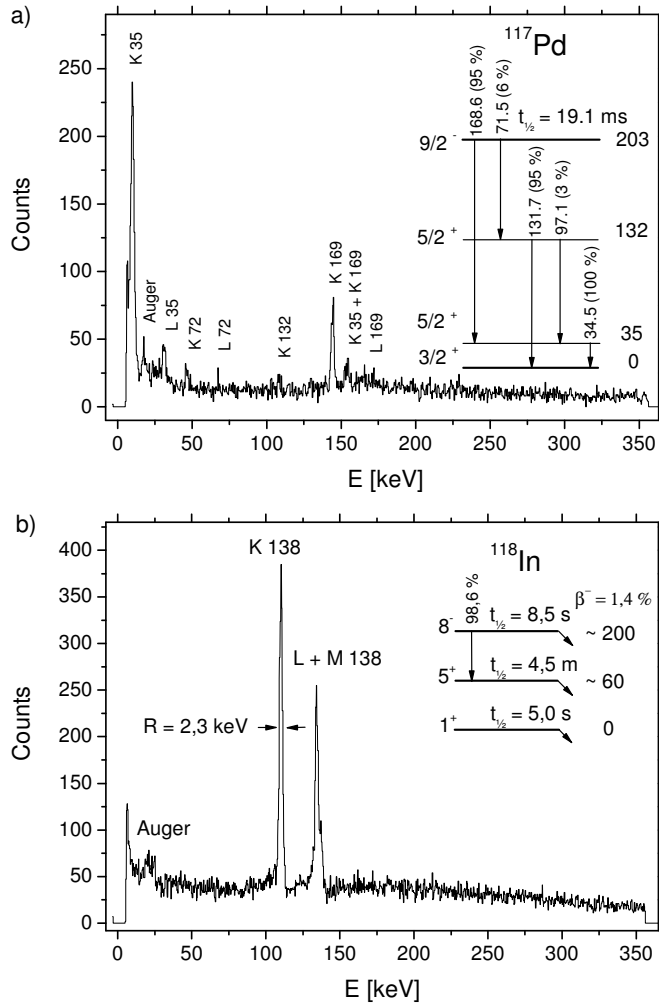 a)
¹¹⁷Pd
K 35
Auger
L 35
K 72
L 72
K 132
K 169
K 35 + K 169
L 169
168.6 (95 %)
71.5 (6 %)
t½ = 19.1 ms
9/2 ⁻
203
131.7 (95 %)
97.1 (3 %)
5/2 ⁺
132
34.5 (100 %)
5/2 ⁺
35
3/2 ⁺
0
Counts
250
200
150
100
50
0
0 50 100 150 200 250 300 350
E [keV]
b)
K 138
¹¹⁸In
98,6 %
β⁻ = 1,4 %
8⁻ t½ = 8,5 s
~ 200
L + M 138
5⁺ t½ = 4,5 m
~ 60
R = 2,3 keV
1⁺ t½ = 5,0 s
0
Auger
Counts
400
350
300
250
200
150
100
50
0
0 50 100 150 200 250 300 350
E [keV]